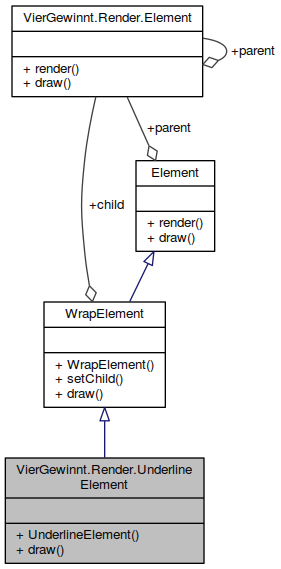 VierGewinnt.Render.Element
+ render()
+ draw()
+parent
+parent
Element
+ render()
+ draw()
+child
WrapElement
+ WrapElement()
+ setChild()
+ draw()
VierGewinnt.Render.Underline
Element
+ UnderlineElement()
+ draw()